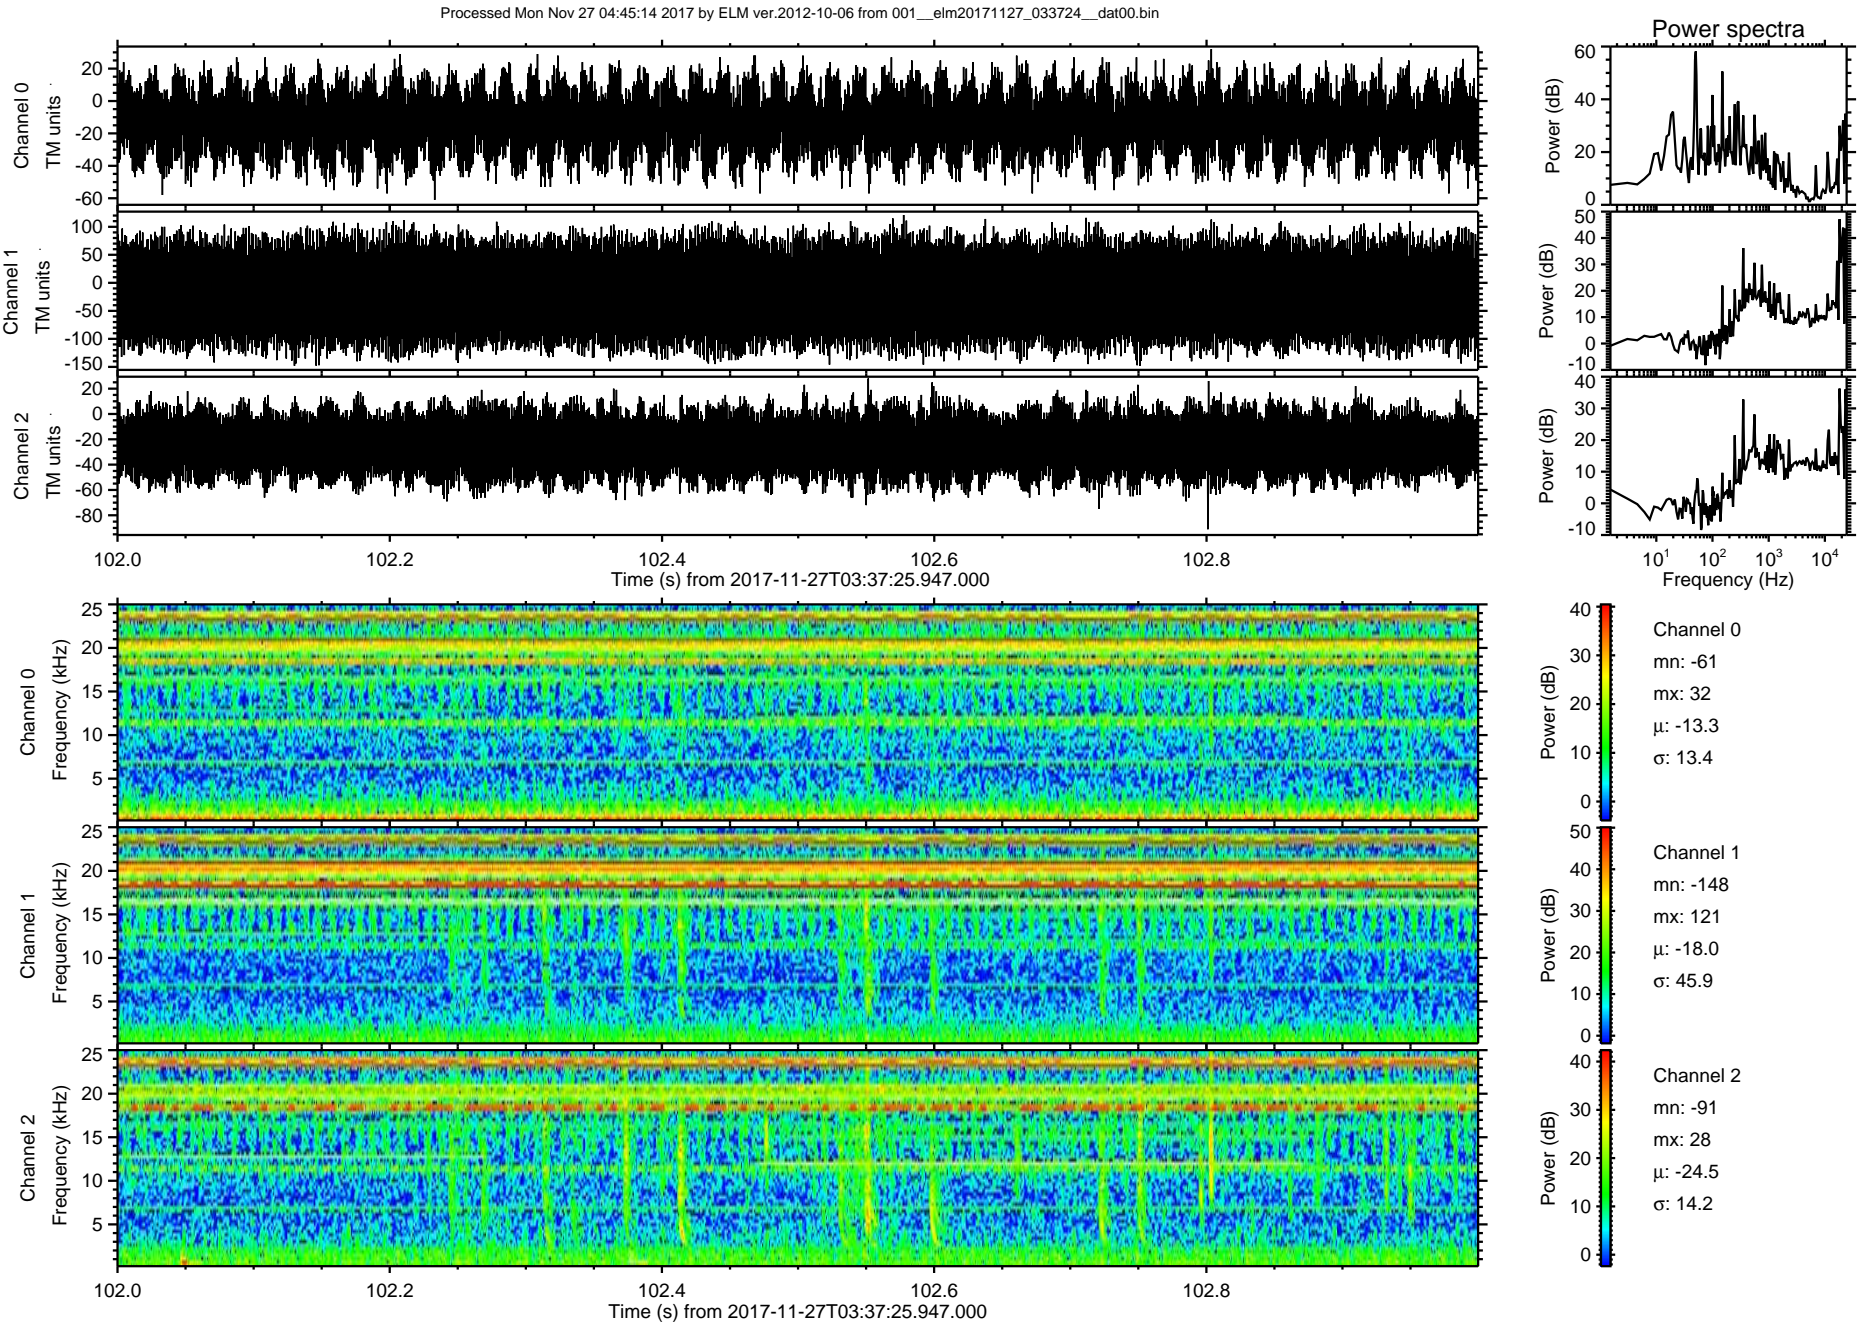 Processed Mon Nov 27 04:45:14 2017 by ELM ver.2012-10-06 from 001__elm20171127_033724__dat00.bin
Power spectra
Channel 0
TM units
20
0
-20
-40
-60
Power (dB)
60
40
20
0
Channel 1
TM units
100
50
0
-50
-100
-150
Power (dB)
50
40
30
20
10
0
-10
Channel 2
TM units
20
0
-20
-40
-60
-80
Power (dB)
40
30
20
10
0
-10
102.0 102.2 102.4 102.6 102.8
Time (s) from 2017-11-27T03:37:25.947.000
10^1 10^2 10^3 10^4
Frequency (Hz)
Channel 0
Frequency (kHz)
25
20
15
10
5
Power (dB)
40
30
20
10
0
Channel 0
mn: -61
mx: 32
μ: -13.3
σ: 13.4
Channel 1
Frequency (kHz)
25
20
15
10
5
Power (dB)
50
40
30
20
10
0
Channel 1
mn: -148
mx: 121
μ: -18.0
σ: 45.9
Channel 2
Frequency (kHz)
25
20
15
10
5
Power (dB)
40
30
20
10
0
Channel 2
mn: -91
mx: 28
μ: -24.5
σ: 14.2
102.0 102.2 102.4 102.6 102.8
Time (s) from 2017-11-27T03:37:25.947.000